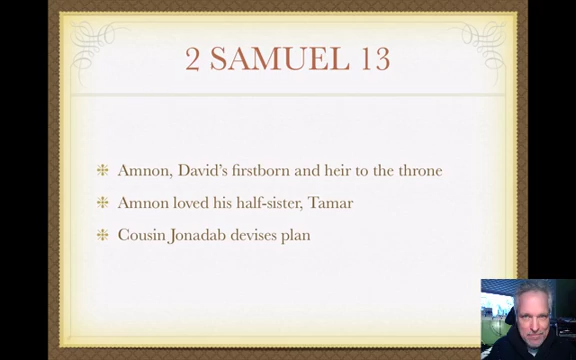 2 SAMUEL 13
Amnon, David's firstborn and heir to the throne
Amnon loved his half-sister, Tamar
Cousin Jonadab devises plan